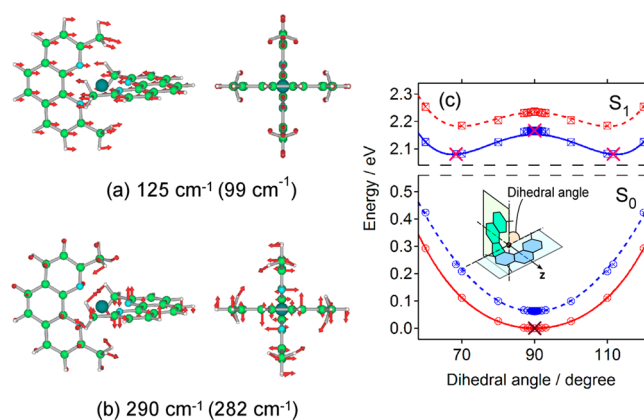 (a) 125 cm⁻¹ (99 cm⁻¹)
(b) 290 cm⁻¹ (282 cm⁻¹)
(c)
S₁
S₀
Dihedral angle
z
Energy / eV
2.3
2.2
2.1
0.5
0.4
0.3
0.2
0.1
0.0
70
90
110
Dihedral angle / degree